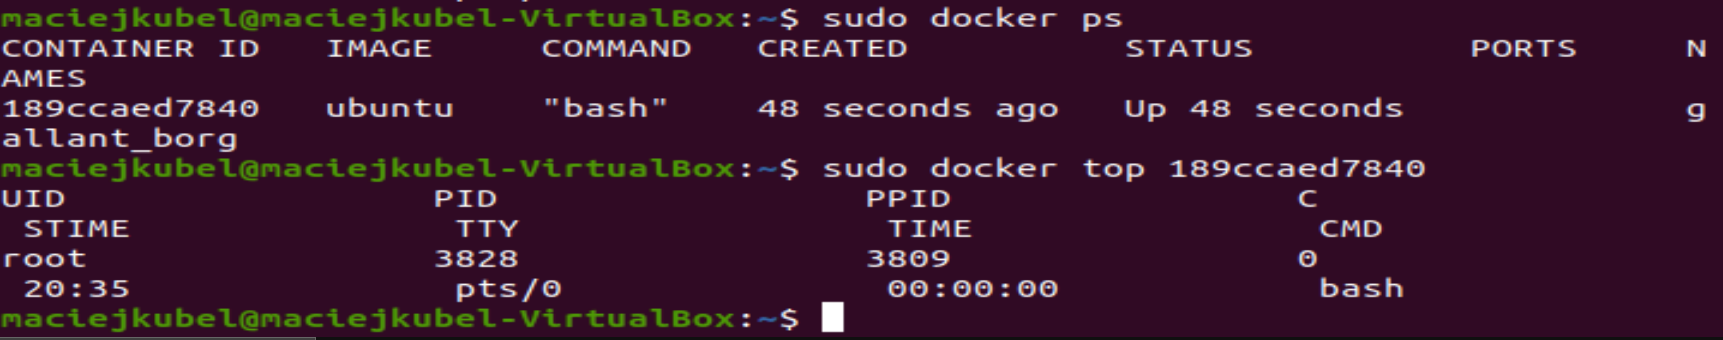 maciejkubel@maciejkubel-VirtualBox:~$ sudo docker ps
CONTAINER ID   IMAGE     COMMAND   CREATED          STATUS          PORTS     N
AMES
189ccaed7840   ubuntu    "bash"    48 seconds ago   Up 48 seconds             g
allant_borg
maciejkubel@maciejkubel-VirtualBox:~$ sudo docker top 189ccaed7840
UID                 PID                 PPID                C
 STIME               TTY                 TIME                CMD
root                3828                3809                0
 20:35               pts/0               00:00:00            bash
maciejkubel@maciejkubel-VirtualBox:~$